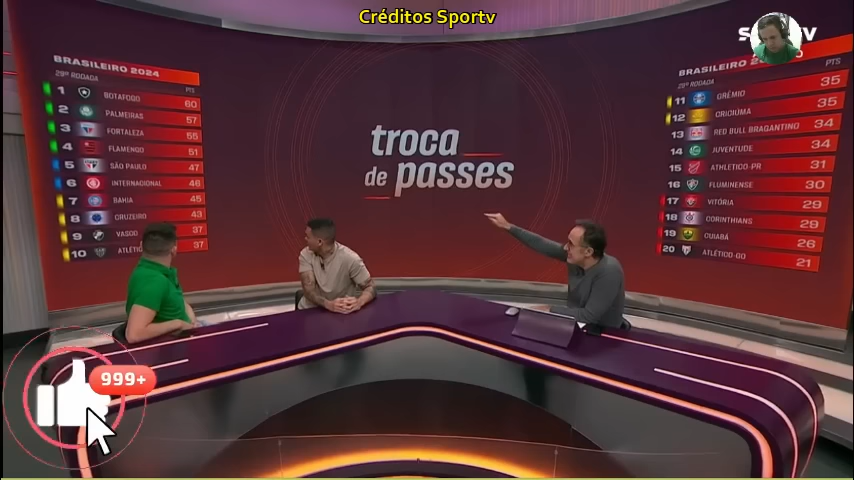 Créditos Sportv
BRASILEIRO 2024
29ª RODADA
PTS
1 BOTAFOGO 60
2 PALMEIRAS 57
3 FORTALEZA 55
4 FLAMENGO 51
5 SÃO PAULO 47
6 INTERNACIONAL 46
7 BAHIA 45
8 CRUZEIRO 43
9 VASCO 37
10 ATLÉTIC 37
troca
de passes
BRASILEIRO
29ª RODADA
PTS
11 GRÊMIO 35
12 CRICIÚMA 35
13 RED BULL BRAGANTINO 34
14 JUVENTUDE 34
15 ATHLETICO-PR 31
16 FLUMINENSE 30
17 VITÓRIA 29
18 CORINTHIANS 29
19 CUIABÁ 26
20 ATLÉTICO-GO 21
999+